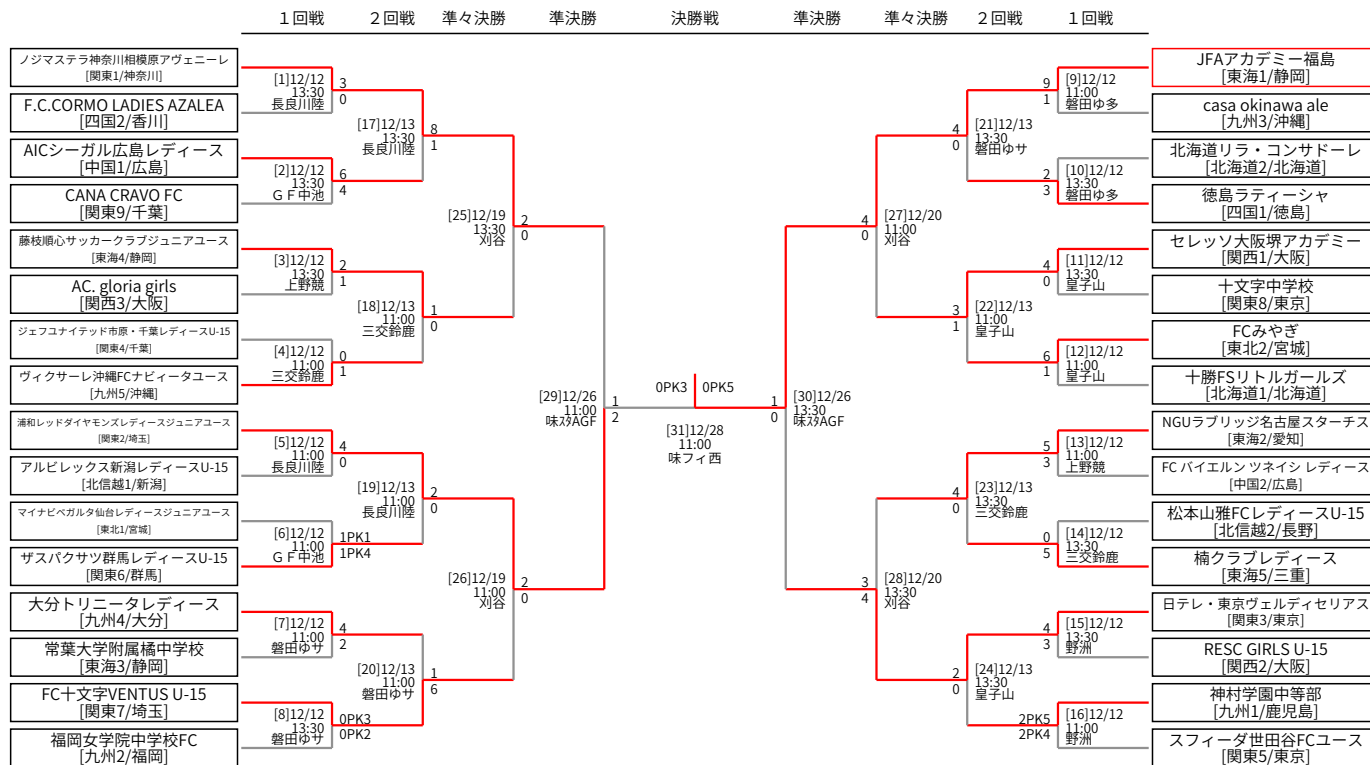 １回戦
２回戦
準々決勝
準決勝
決勝戦
準決勝
準々決勝
２回戦
１回戦
ノジマステラ神奈川相模原アヴェニーレ
[関東1/神奈川]
F.C.CORMO LADIES AZALEA
[四国2/香川]
AICシーガル広島レディース
[中国1/広島]
CANA CRAVO FC
[関東9/千葉]
藤枝順心サッカークラブジュニアユース
[東海4/静岡]
AC. gloria girls
[関西3/大阪]
ジェフユナイテッド市原・千葉レディースU-15
[関東4/千葉]
ヴィクサーレ沖縄FCナビィータユース
[九州5/沖縄]
浦和レッドダイヤモンズレディースジュニアユース
[関東2/埼玉]
アルビレックス新潟レディースU-15
[北信越1/新潟]
マイナビベガルタ仙台レディースジュニアユース
[東北1/宮城]
ザスパクサツ群馬レディースU-15
[関東6/群馬]
大分トリニータレディース
[九州4/大分]
常葉大学附属橘中学校
[東海3/静岡]
FC十文字VENTUS U-15
[関東7/埼玉]
福岡女学院中学校FC
[九州2/福岡]
[1]12/12
13:30
長良川陸
3
0
[2]12/12
13:30
ＧＦ中池
6
4
[3]12/12
13:30
上野競
2
1
[4]12/12
11:00
三交鈴鹿
0
1
[5]12/12
11:00
長良川陸
4
0
[6]12/12
11:00
ＧＦ中池
1PK1
1PK4
[7]12/12
11:00
磐田ゆサ
4
2
[8]12/12
13:30
磐田ゆサ
0PK3
0PK2
[17]12/13
13:30
長良川陸
8
1
[18]12/13
11:00
三交鈴鹿
1
0
[19]12/13
11:00
長良川陸
2
0
[20]12/13
11:00
磐田ゆサ
1
6
[25]12/19
13:30
刈谷
2
0
[26]12/19
11:00
刈谷
2
0
[29]12/26
11:00
味ｽﾀAGF
1
2
0PK3
0PK5
[31]12/28
11:00
味フィ西
1
0
[30]12/26
13:30
味ｽﾀAGF
4
0
[27]12/20
11:00
刈谷
3
4
[28]12/20
13:30
刈谷
4
0
[21]12/13
13:30
磐田ゆサ
3
1
[22]12/13
11:00
皇子山
4
0
[23]12/13
13:30
三交鈴鹿
2
0
[24]12/13
13:30
皇子山
9
1
[9]12/12
11:00
磐田ゆ多
2
3
[10]12/12
13:30
磐田ゆ多
4
0
[11]12/12
13:30
皇子山
6
1
[12]12/12
11:00
皇子山
5
3
[13]12/12
11:00
上野競
0
5
[14]12/12
13:30
三交鈴鹿
4
3
[15]12/12
13:30
野洲
2PK5
2PK4
[16]12/12
11:00
野洲
JFAアカデミー福島
[東海1/静岡]
casa okinawa ale
[九州3/沖縄]
北海道リラ・コンサドーレ
[北海道2/北海道]
徳島ラティーシャ
[四国1/徳島]
セレッソ大阪堺アカデミー
[関西1/大阪]
十文字中学校
[関東8/東京]
FCみやぎ
[東北2/宮城]
十勝FSリトルガールズ
[北海道1/北海道]
NGUラブリッジ名古屋スターチス
[東海2/愛知]
FC バイエルン ツネイシ レディース
[中国2/広島]
松本山雅FCレディースU-15
[北信越2/長野]
楠クラブレディース
[東海5/三重]
日テレ・東京ヴェルディセリアス
[関東3/東京]
RESC GIRLS U-15
[関西2/大阪]
神村学園中等部
[九州1/鹿児島]
スフィーダ世田谷FCユース
[関東5/東京]